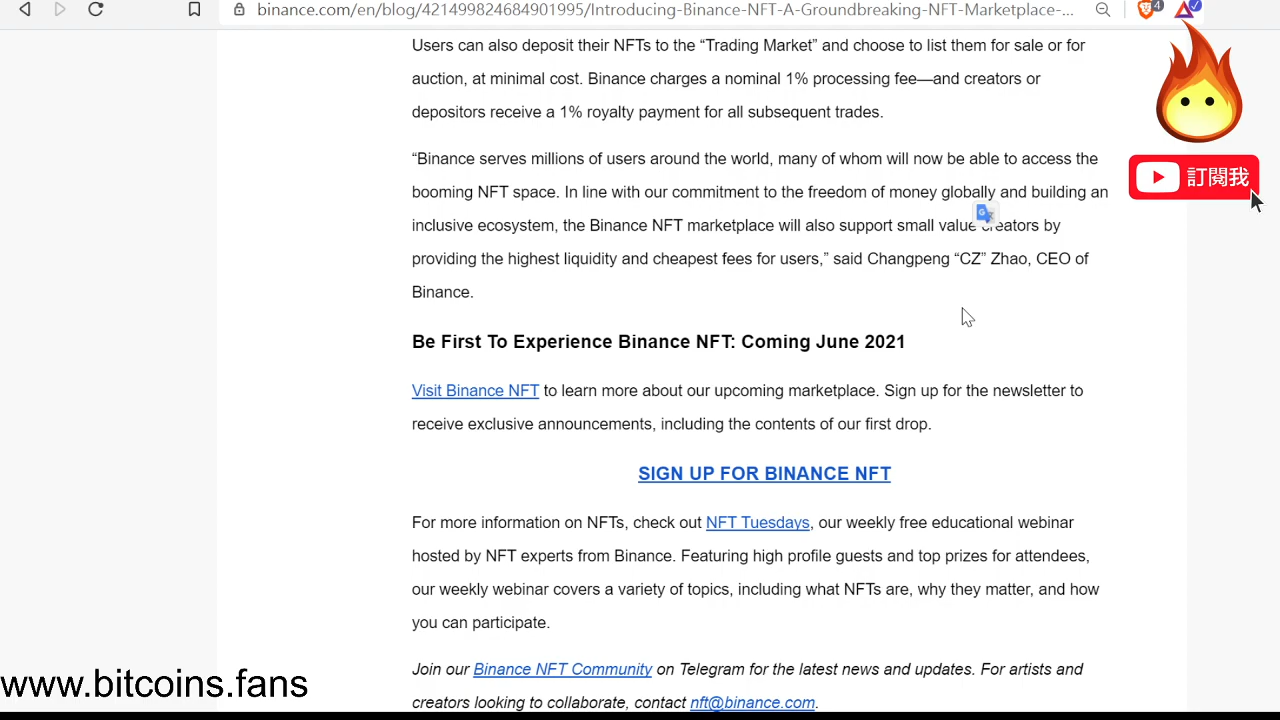 binance.com/en/blog/421499824684901995/Introducing-Binance-NFT-A-Groundbreaking-NFT-Marketplace-...
4
Users can also deposit their NFTs to the “Trading Market” and choose to list them for sale or for
auction, at minimal cost. Binance charges a nominal 1% processing fee—and creators or
depositors receive a 1% royalty payment for all subsequent trades.
“Binance serves millions of users around the world, many of whom will now be able to access the
booming NFT space. In line with our commitment to the freedom of money globally and building an
inclusive ecosystem, the Binance NFT marketplace will also support small value creators by
providing the highest liquidity and cheapest fees for users,” said Changpeng “CZ” Zhao, CEO of
Binance.
訂閱我
Be First To Experience Binance NFT: Coming June 2021
Visit Binance NFT to learn more about our upcoming marketplace. Sign up for the newsletter to
receive exclusive announcements, including the contents of our first drop.
SIGN UP FOR BINANCE NFT
For more information on NFTs, check out NFT Tuesdays, our weekly free educational webinar
hosted by NFT experts from Binance. Featuring high profile guests and top prizes for attendees,
our weekly webinar covers a variety of topics, including what NFTs are, why they matter, and how
you can participate.
Join our Binance NFT Community on Telegram for the latest news and updates. For artists and
creators looking to collaborate, contact nft@binance.com.
www.bitcoins.fans